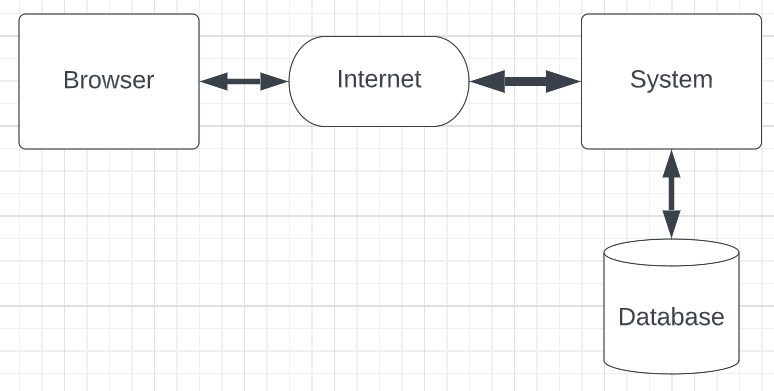 Browser
Internet
System
Database